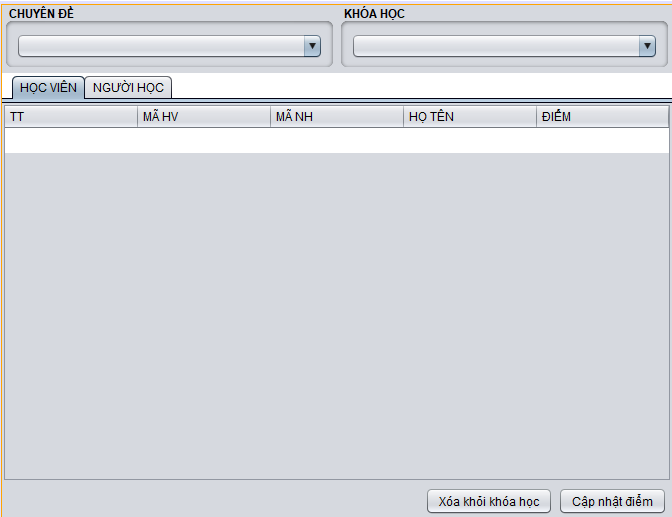 CHUYÊN ĐỀ
KHÓA HỌC
HỌC VIÊN
NGƯỜI HỌC
TT
MÃ HV
MÃ NH
HỌ TÊN
ĐIỂM
Xóa khỏi khóa học
Cập nhật điểm